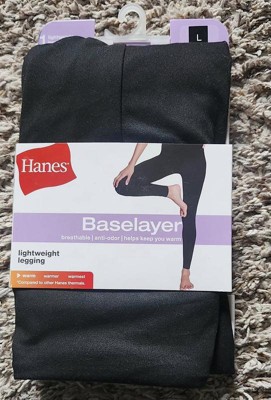 L
Hanes
Baselayer
breathable | anti-odor | helps keep you warm
lightweight
legging
warm warmer warmest
Compared to other Hanes thermals